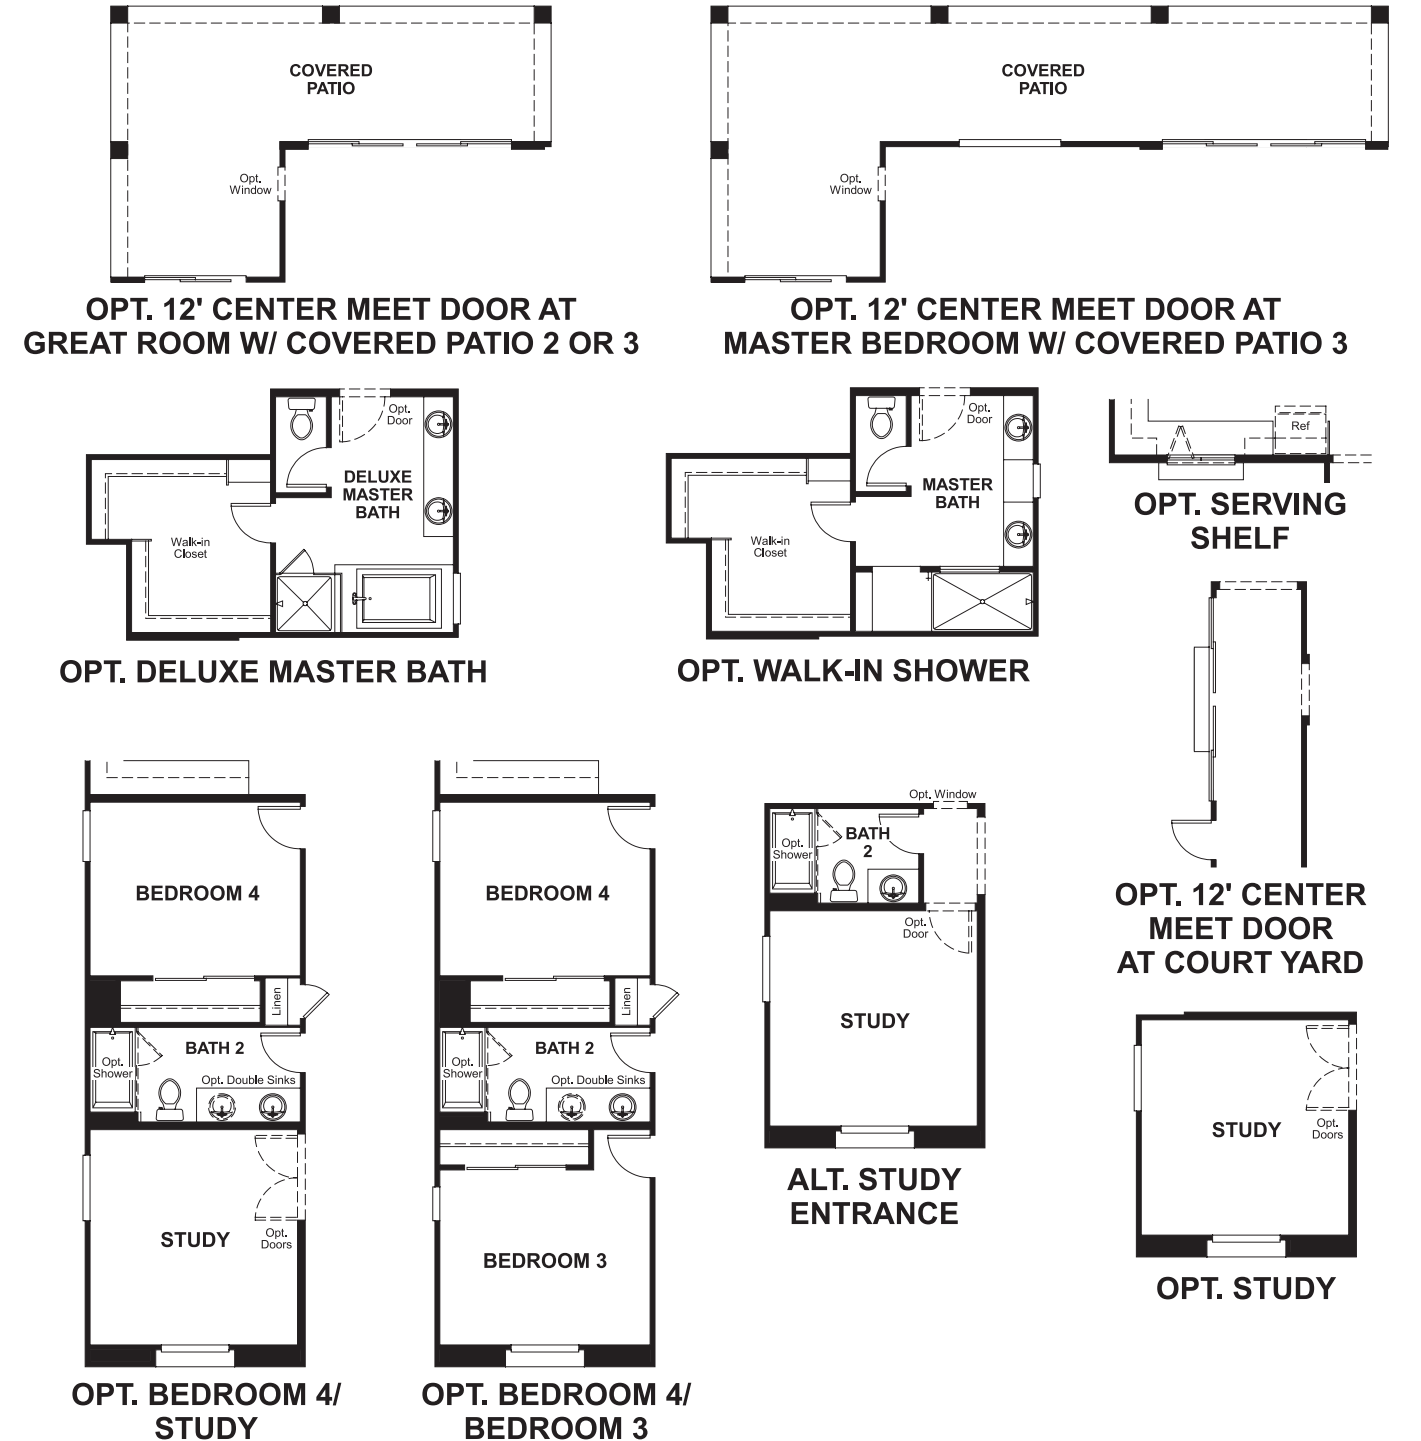 COVERED
PATIO
Opt.
Window
OPT. 12' CENTER MEET DOOR AT
GREAT ROOM W/ COVERED PATIO 2 OR 3
COVERED
PATIO
Opt.
Window
OPT. 12' CENTER MEET DOOR AT
MASTER BEDROOM W/ COVERED PATIO 3
Opt.
Door
DELUXE
MASTER
BATH
Walk-in
Closet
OPT. DELUXE MASTER BATH
Opt.
Door
MASTER
BATH
Walk-in
Closet
OPT. WALK-IN SHOWER
Ref
OPT. SERVING
SHELF
OPT. 12' CENTER
MEET DOOR
AT COURT YARD
BEDROOM 4
Linen
BATH 2
Opt.
Shower
Opt. Double Sinks
STUDY
Opt.
Doors
OPT. BEDROOM 4/
STUDY
BEDROOM 4
Linen
BATH 2
Opt.
Shower
Opt. Double Sinks
BEDROOM 3
OPT. BEDROOM 4/
BEDROOM 3
Opt. Window
BATH
2
Opt.
Shower
Opt.
Door
STUDY
ALT. STUDY
ENTRANCE
STUDY
Opt.
Doors
OPT. STUDY